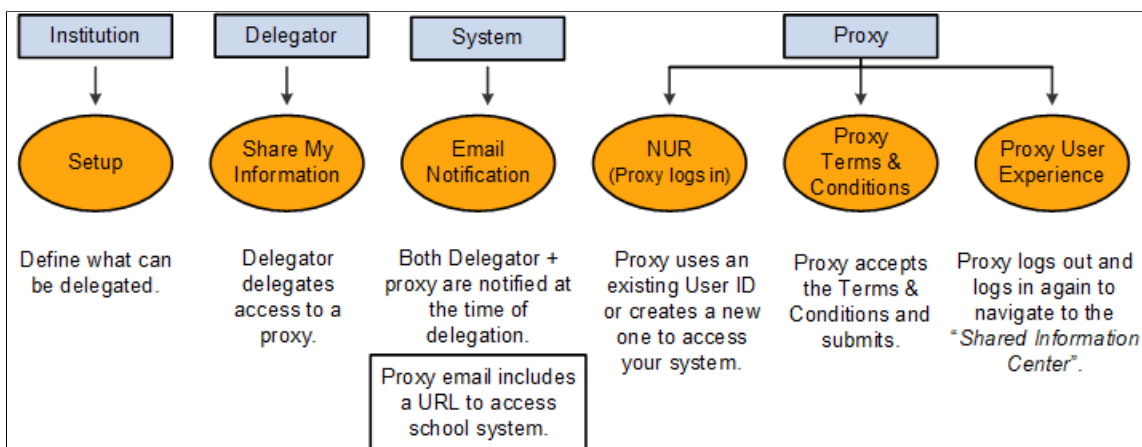 Institution
Delegator
System
Proxy
Setup
Share My
Information
Email
Notification
NUR
(Proxy logs in)
Proxy
Terms &
Conditions
Proxy User
Experience
Define what can
be delegated.
Delegator
delegates
access to a
proxy.
Both Delegator +
proxy are notified at
the time of
delegation.
Proxy email includes
a URL to access
school system.
Proxy uses an
existing User ID
or creates a new
one to access
your system.
Proxy accepts
the Terms &
Conditions and
submits.
Proxy logs out and
logs in again to
navigate to the
“Shared Information
Center”.